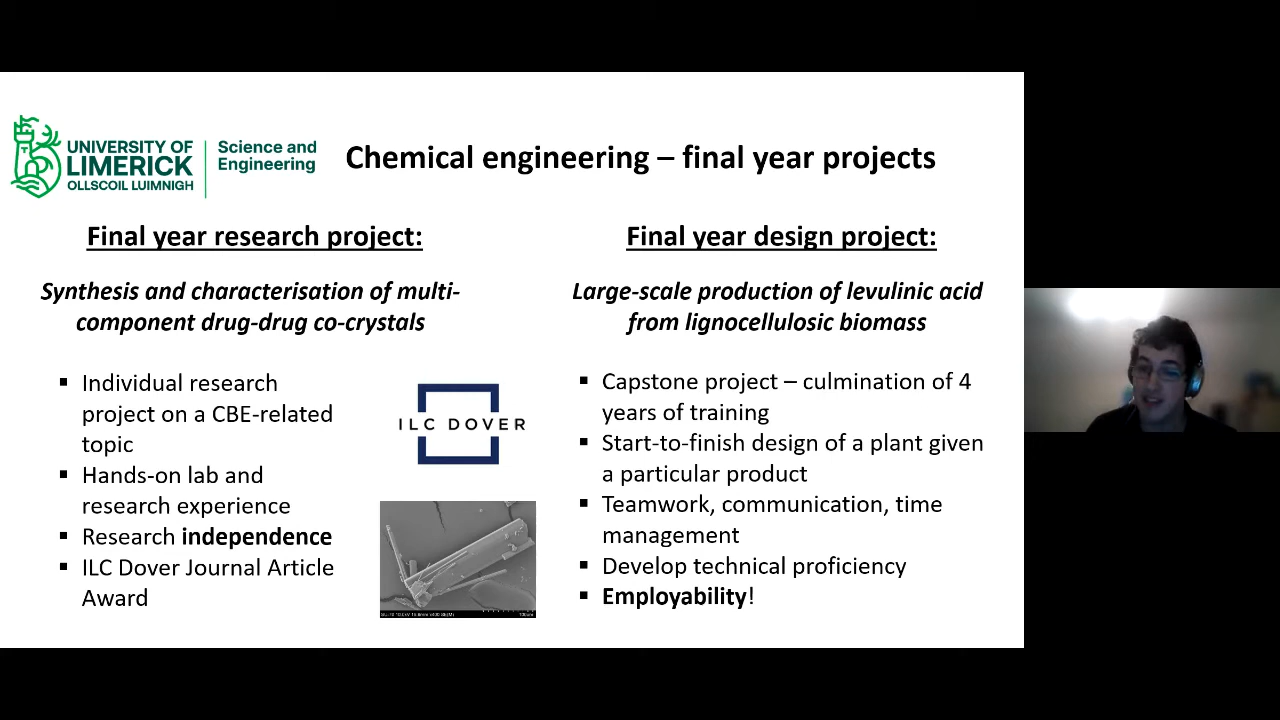 UNIVERSITY OF
LIMERICK
OLLSCOIL LUIMNIGH
Science and
Engineering
Chemical engineering – final year projects
Final year research project:
Synthesis and characterisation of multi-
component drug-drug co-crystals
▪ Individual research
project on a CBE-related
topic
▪ Hands-on lab and
research experience
▪ Research independence
▪ ILC Dover Journal Article
Award
ILC DOVER
Final year design project:
Large-scale production of levulinic acid
from lignocellulosic biomass
▪ Capstone project – culmination of 4
years of training
▪ Start-to-finish design of a plant given
a particular product
▪ Teamwork, communication, time
management
▪ Develop technical proficiency
▪ Employability!